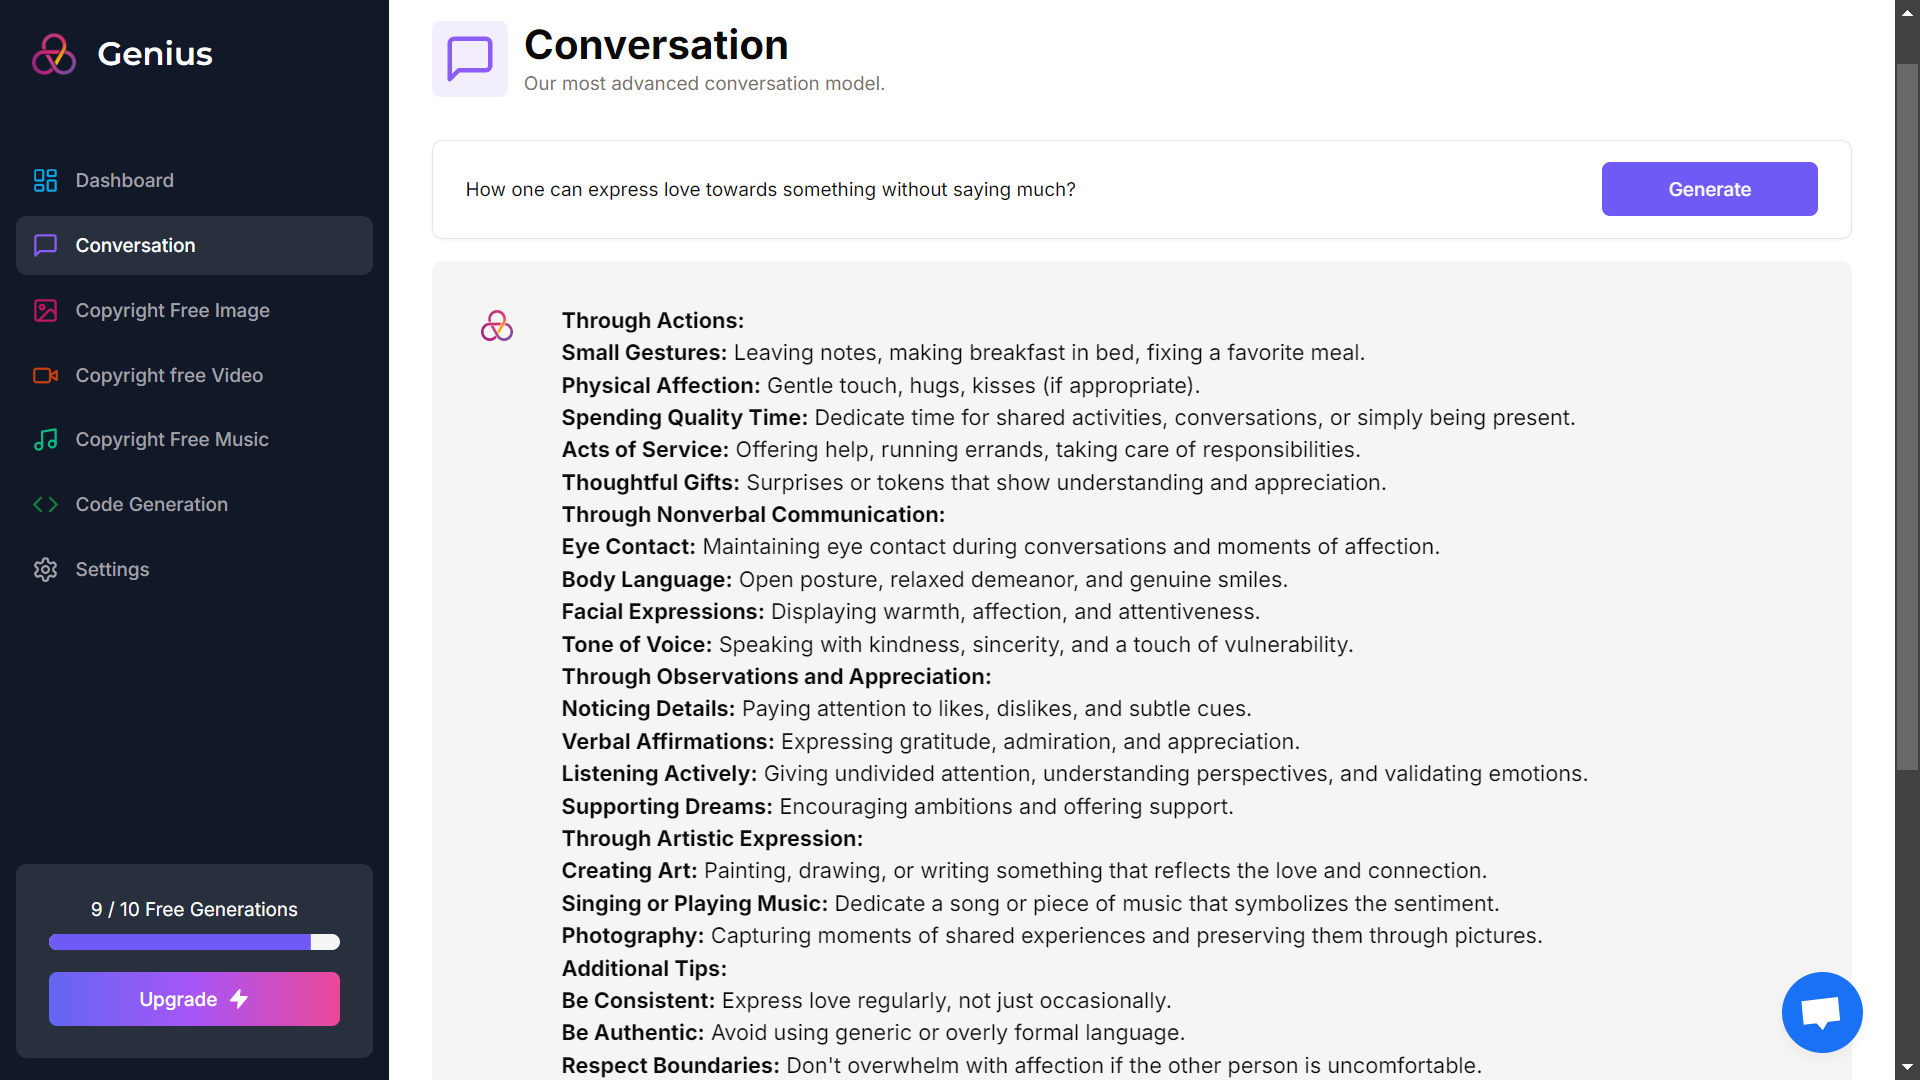 Genius
Dashboard
Conversation
Copyright Free Image
Copyright free Video
Copyright Free Music
Code Generation
Settings
9 / 10 Free Generations
Upgrade
Conversation
Our most advanced conversation model.
How one can express love towards something without saying much?
Generate
Through Actions:
Small Gestures: Leaving notes, making breakfast in bed, fixing a favorite meal.
Physical Affection: Gentle touch, hugs, kisses (if appropriate).
Spending Quality Time: Dedicate time for shared activities, conversations, or simply being present.
Acts of Service: Offering help, running errands, taking care of responsibilities.
Thoughtful Gifts: Surprises or tokens that show understanding and appreciation.
Through Nonverbal Communication:
Eye Contact: Maintaining eye contact during conversations and moments of affection.
Body Language: Open posture, relaxed demeanor, and genuine smiles.
Facial Expressions: Displaying warmth, affection, and attentiveness.
Tone of Voice: Speaking with kindness, sincerity, and a touch of vulnerability.
Through Observations and Appreciation:
Noticing Details: Paying attention to likes, dislikes, and subtle cues.
Verbal Affirmations: Expressing gratitude, admiration, and appreciation.
Listening Actively: Giving undivided attention, understanding perspectives, and validating emotions.
Supporting Dreams: Encouraging ambitions and offering support.
Through Artistic Expression:
Creating Art: Painting, drawing, or writing something that reflects the love and connection.
Singing or Playing Music: Dedicate a song or piece of music that symbolizes the sentiment.
Photography: Capturing moments of shared experiences and preserving them through pictures.
Additional Tips:
Be Consistent: Express love regularly, not just occasionally.
Be Authentic: Avoid using generic or overly formal language.
Respect Boundaries: Don't overwhelm with affection if the other person is uncomfortable.